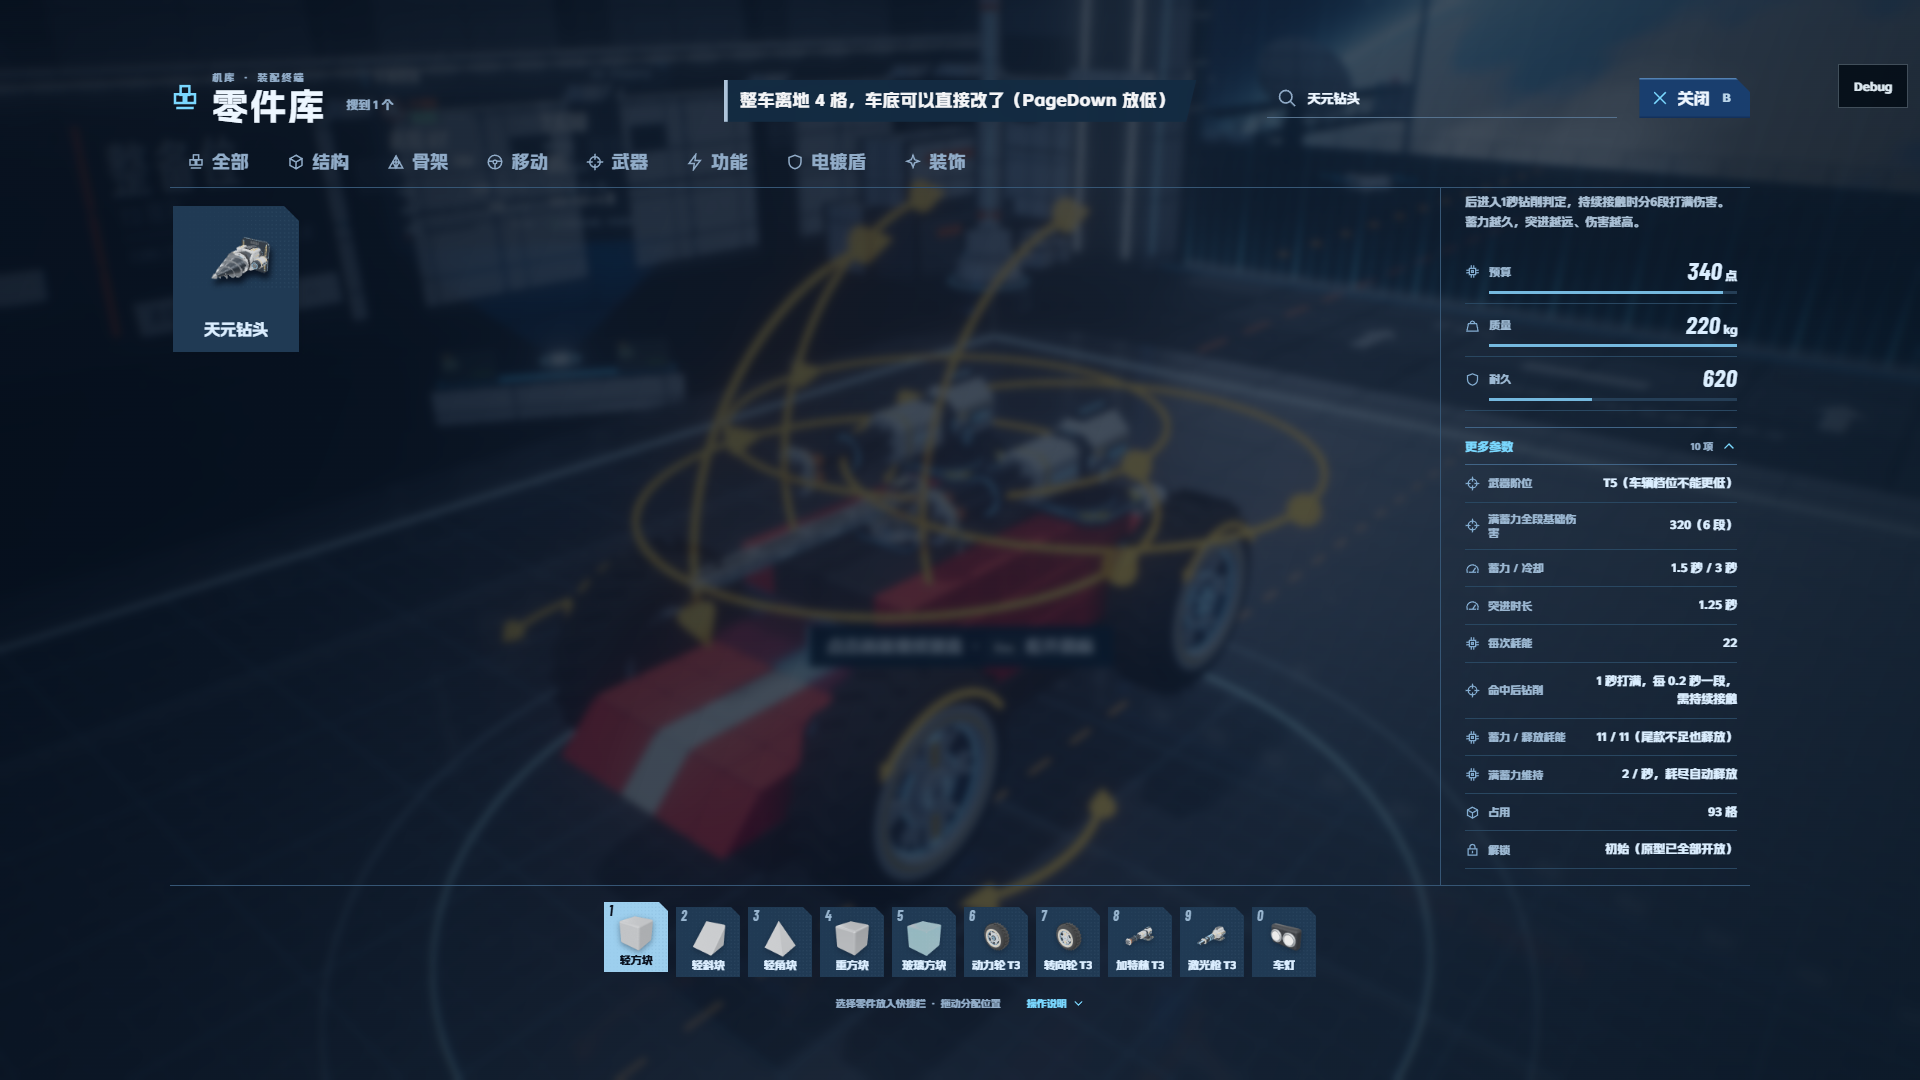 机库 · 装配终端
零件库 搜到1个
整车离地 4 格，车底可以直接改了（PageDown 放低）
天元钻头
关闭 B
Debug
全部 结构 骨架 移动 武器 功能 电镀盾 装饰
天元钻头
后进入1秒钻削判定，持续接触时分6段打满伤害。
蓄力越久，突进越远、伤害越高。
预算 340 点
质量 220 kg
耐久 620
更多参数 10 项
武器阶位 T5（车辆档位不能更低）
满蓄力全段基础伤害 320（6 段）
蓄力 / 冷却 1.5 秒 / 3 秒
突进时长 1.25 秒
每次耗能 22
命中后钻削 1 秒打满，每 0.2 秒一段，
需持续接触
蓄力 / 释放耗能 11 / 11（尾款不足也释放）
满蓄力维持 2 / 秒，耗尽自动释放
占用 93 格
解锁 初始（原型已全部开放）
1 轻方块
2 轻斜块
3 轻角块
4 重方块
5 玻璃方块
6 动力轮 T3
7 转向轮 T3
8 加特林 T3
9 激光枪 T3
0 车灯
选择零件放入快捷栏 · 拖动分配位置 操作说明